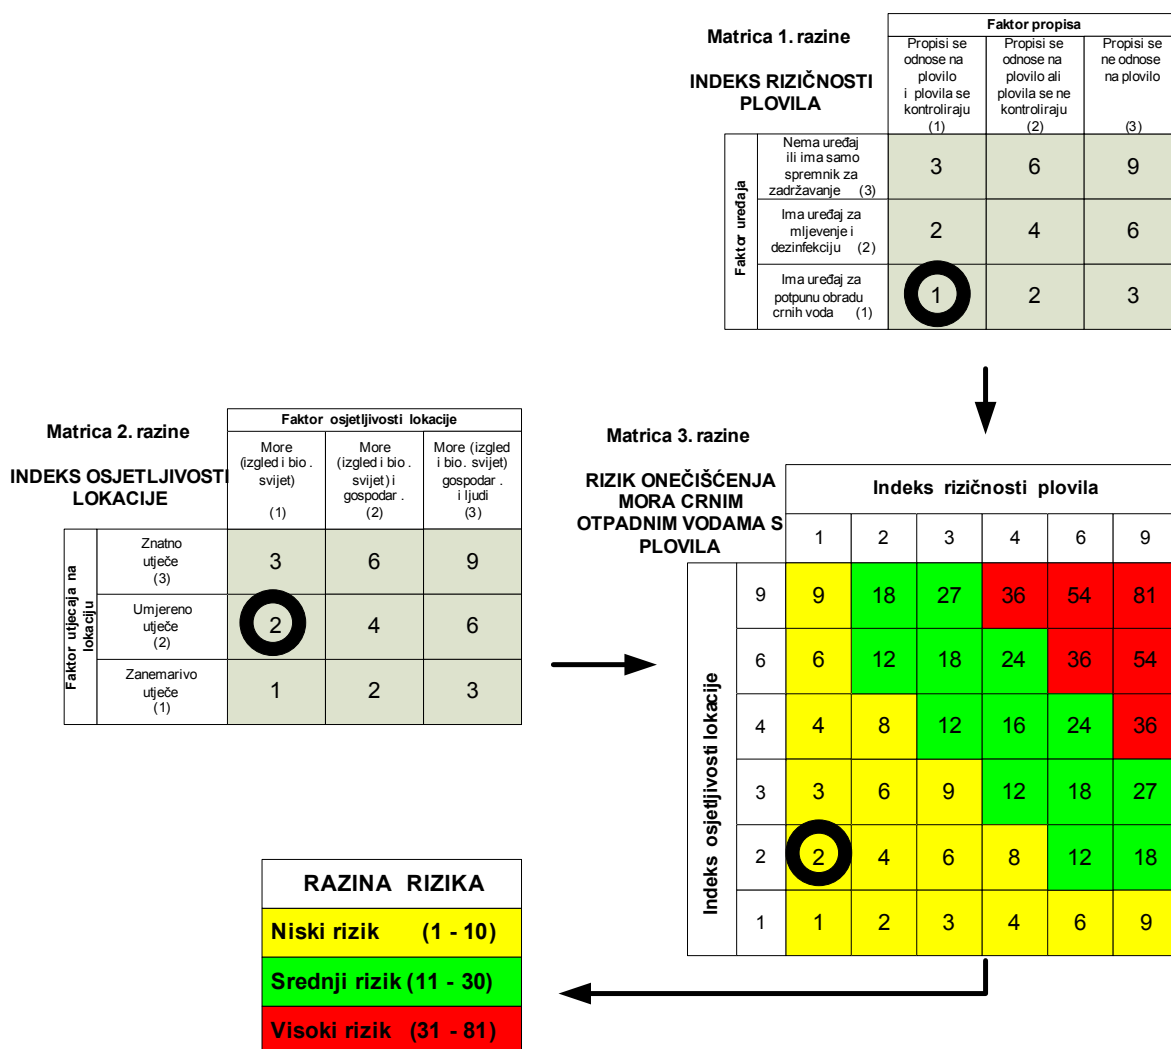 Matrica 1. razine
INDEKS RIZIČNOSTI
PLOVILA
Faktor propisa
Propisi se
odnose na
plovilo
i plovila se
kontroliraju
(1)
Propisi se
odnose na
plovilo ali
plovila se ne
kontroliraju
(2)
Propisi se
ne odnose
na plovilo
(3)
Faktor uređaja
Nema uređaj
ili ima samo
spremnik za
zadržavanje (3)
3 6 9
Ima uređaj za
mljevenje i
dezinfekciju (2)
2 4 6
Ima uređaj za
potpunu obradu
crnih voda (1)
1 2 3
Matrica 2. razine
INDEKS OSJETLJIVOSTI
LOKACIJE
Faktor osjetljivosti lokacije
More
(izgled i bio.
svijet)
(1)
More
(izgled i bio.
svijet) i
gospodar.
(2)
More (izgled
i bio. svijet)
gospodar.
i ljudi
(3)
Faktor utjecaja na
lokaciju
Znatno
utječe
(3)
3 6 9
Umjereno
utječe
(2)
2 4 6
Zanemarivo
utječe
(1)
1 2 3
Matrica 3. razine
RIZIK ONEČIŠĆENJA
MORA CRNIM
OTPADNIM VODAMA S
PLOVILA
Indeks rizičnosti plovila
1 2 3 4 6 9
Indeks osjetljivosti lokacije
9 9 18 27 36 54 81
6 6 12 18 24 36 54
4 4 8 12 16 24 36
3 3 6 9 12 18 27
2 2 4 6 8 12 18
1 1 2 3 4 6 9
RAZINA RIZIKA
Niski rizik (1 - 10)
Srednji rizik (11 - 30)
Visoki rizik (31 - 81)